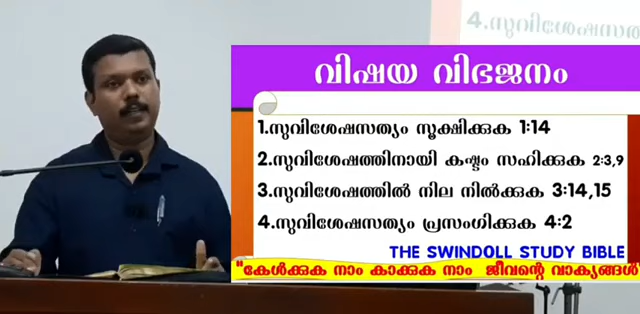 4.സുവിശേഷസത
വിഷയ വിഭജനം
1.സുവിശേഷസത്യം സൂക്ഷിക്കുക 1:14
2.സുവിശേഷത്തിനായി കഷ്ടം സഹിക്കുക 2:3,9
3.സുവിശേഷത്തിൽ നില നിൽക്കുക 3:14,15
4.സുവിശേഷസത്യം പ്രസംഗിക്കുക 4:2
THE SWINDOLL STUDY BIBLE
"കേൾക്കുക നാം കാക്കുക നാം ജീവന്റെ വാക്യങ്ങൾ"